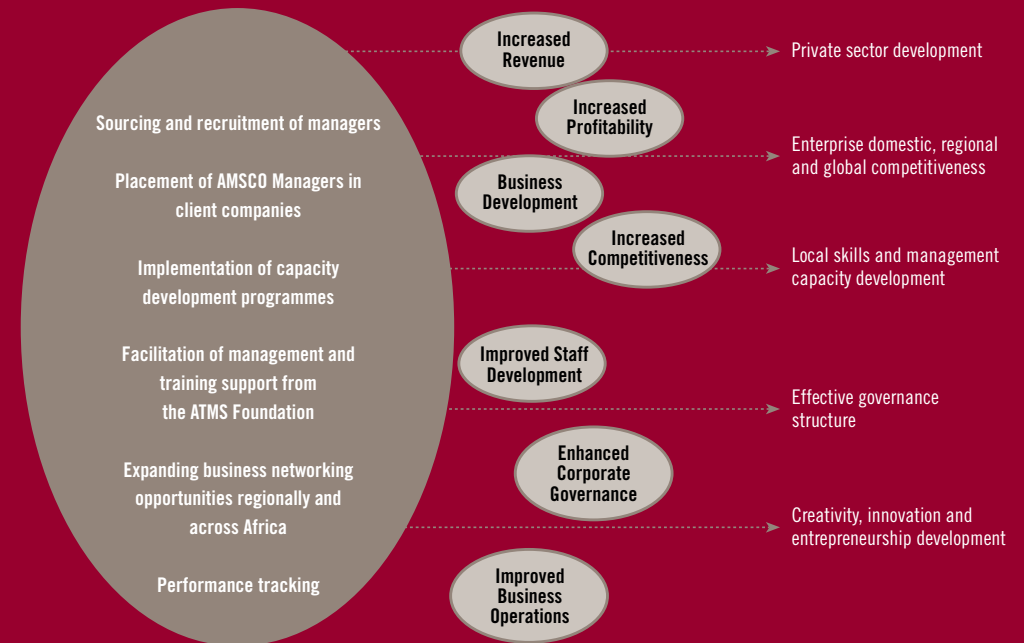 Sourcing and recruitment of managers
Placement of AMSCO Managers in
client companies
Implementation of capacity
development programmes
Facilitation of management and
training support from
the ATMS Foundation
Expanding business networking
opportunities regionally and
across Africa
Performance tracking
Increased
Revenue
Increased
Profitability
Business
Development
Increased
Competitiveness
Improved Staff
Development
Enhanced
Corporate
Governance
Improved
Business
Operations
Private sector development
Enterprise domestic, regional
and global competitiveness
Local skills and management
capacity development
Effective governance
structure
Creativity, innovation and
entrepreneurship development